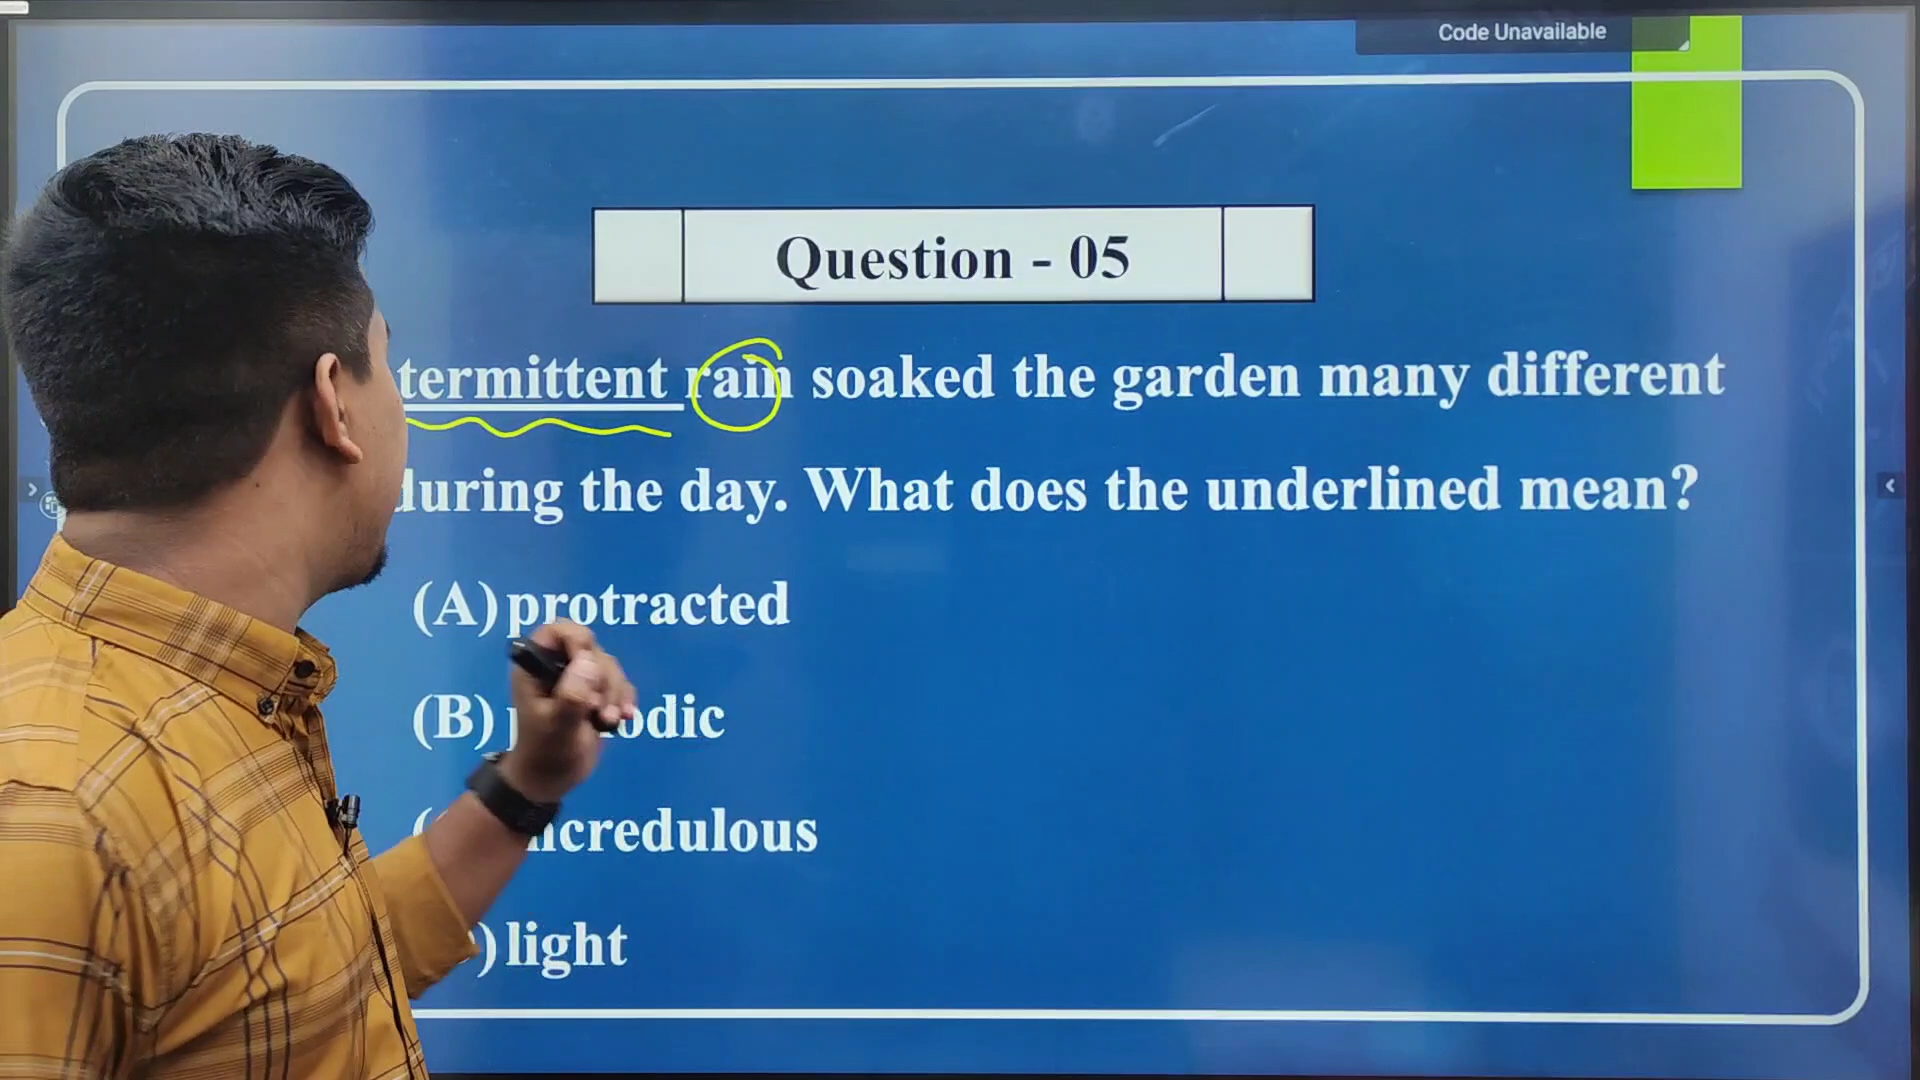 Code Unavailable
Question - 05
termittent rain soaked the garden many different
during the day. What does the underlined mean?
(A) protracted
(B) odic
ncredulous
) light